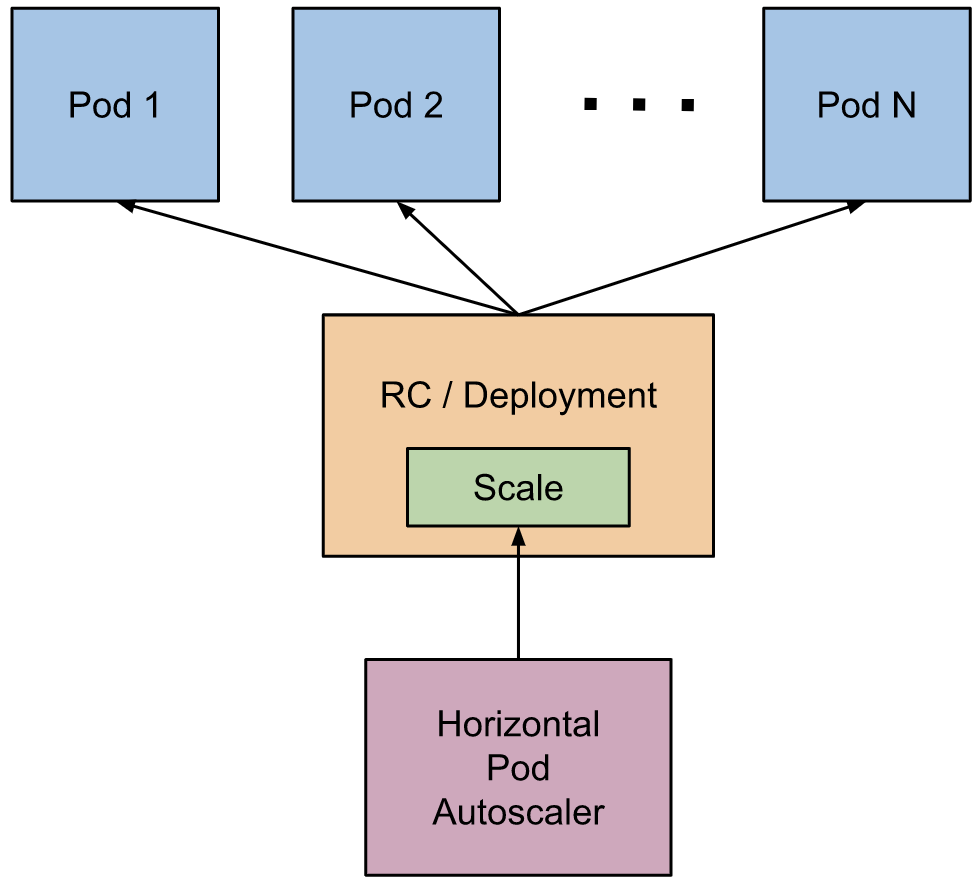 Pod 1
Pod 2
Pod N
RC / Deployment
Scale
Horizontal
Pod
Autoscaler